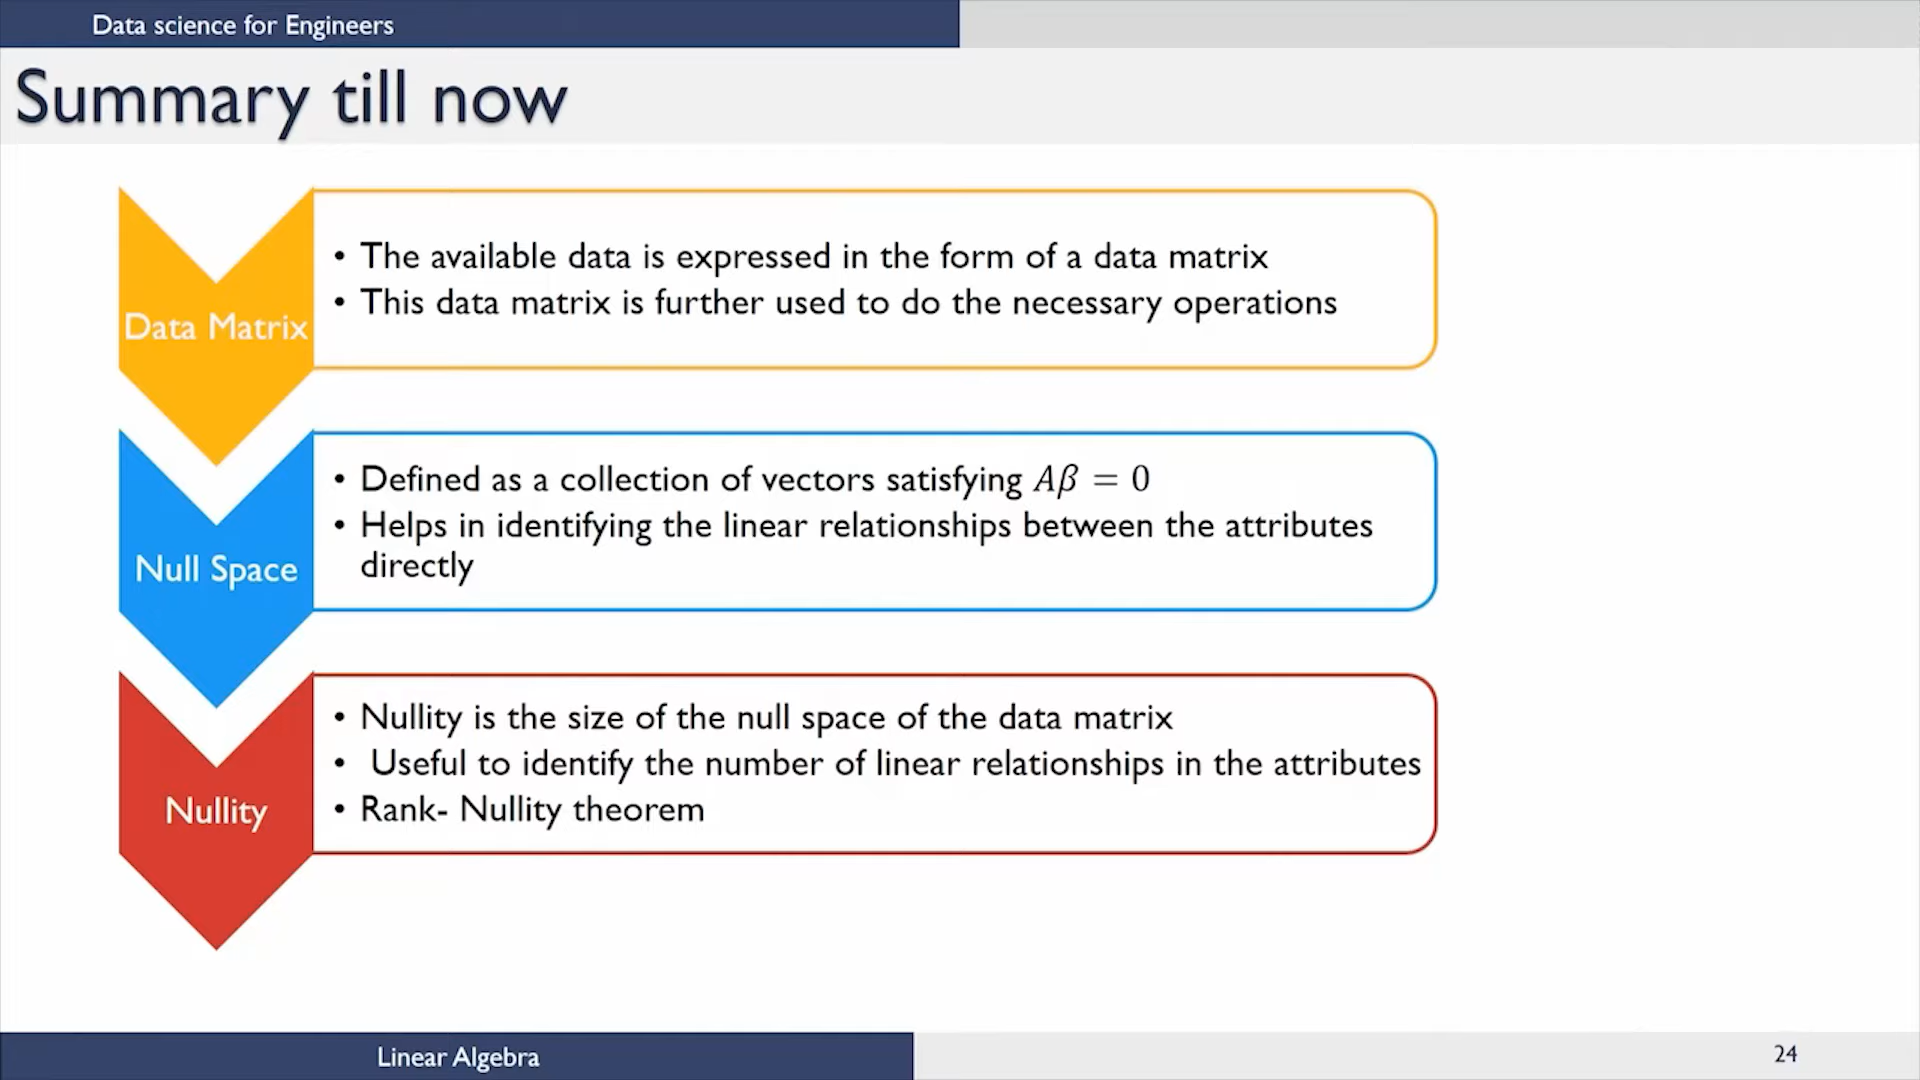 Data science for Engineers
Summary till now
Data Matrix
• The available data is expressed in the form of a data matrix
• This data matrix is further used to do the necessary operations
Null Space
• Defined as a collection of vectors satisfying Aβ = 0
• Helps in identifying the linear relationships between the attributes
directly
Nullity
• Nullity is the size of the null space of the data matrix
• Useful to identify the number of linear relationships in the attributes
• Rank- Nullity theorem
Linear Algebra
24